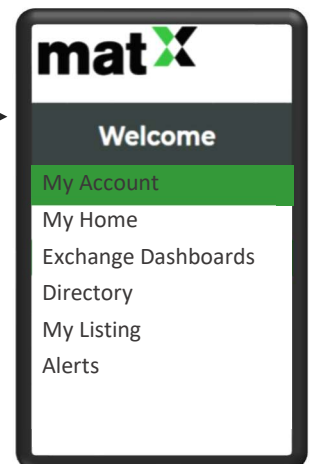 matX
Welcome
My Account
My Home
Exchange Dashboards
Directory
My Listing
Alerts